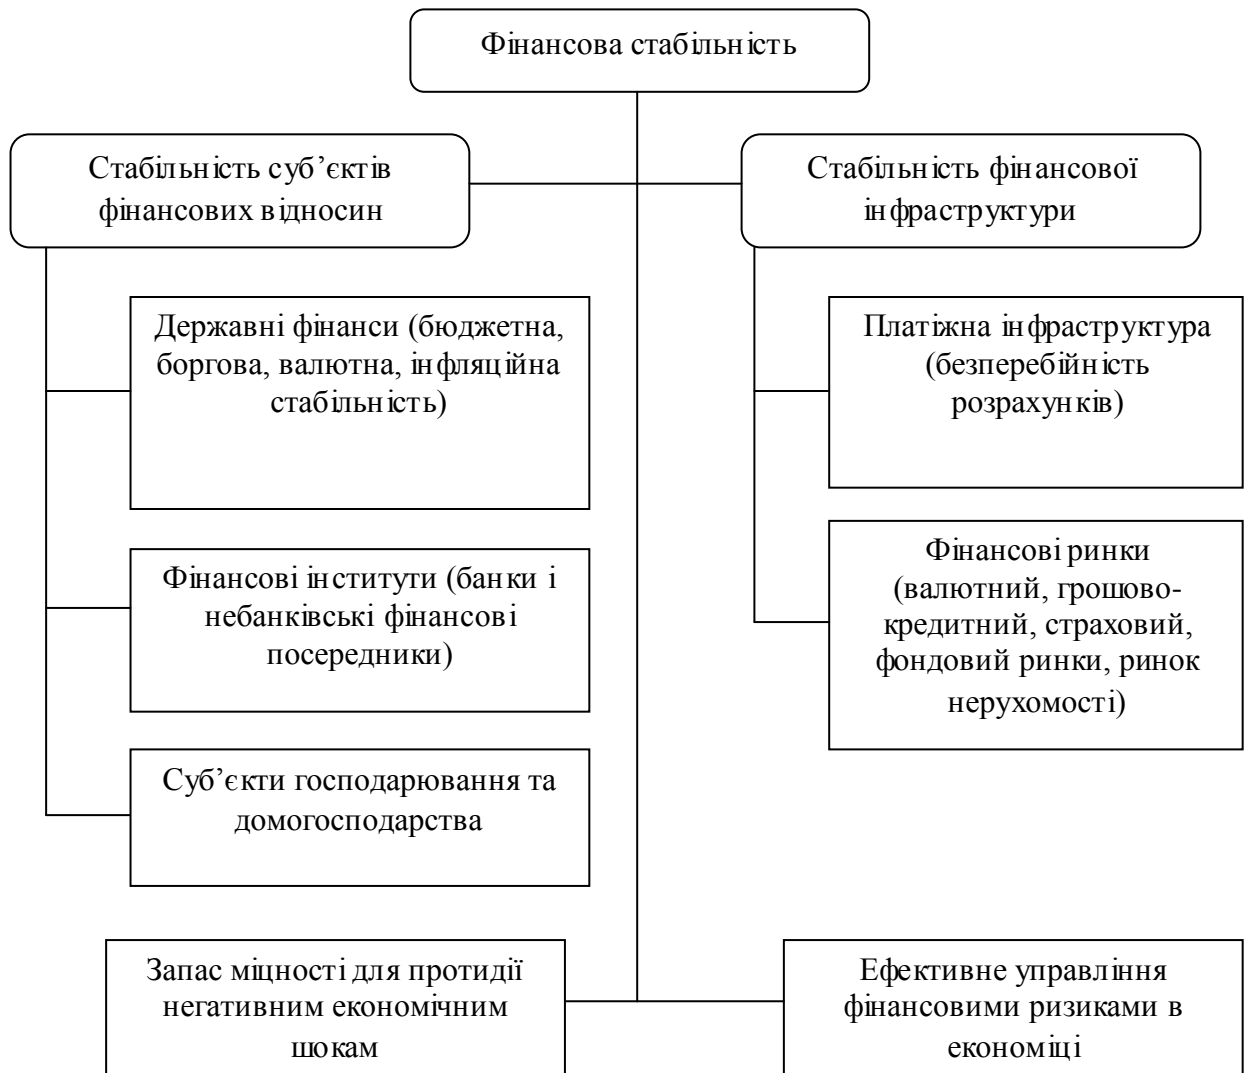 Фінансова стабільність
Стабільність суб’єктів
фінансових відносин
Стабільність фінансової
інфраструктури
Державні фінанси (бюджетна,
боргова, валютна, інфляційна
стабільність)
Платіжна інфраструктура
(безперебійність
розрахунків)
Фінансові інститути (банки і
небанківські фінансові
посередники)
Фінансові ринки
(валютний, грошово-
кредитний, страховий,
фондовий ринки, ринок
нерухомості)
Суб’єкти господарювання та
домогосподарства
Запас міцності для протидії
негативним економічним
шокам
Ефективне управління
фінансовими ризиками в
економіці